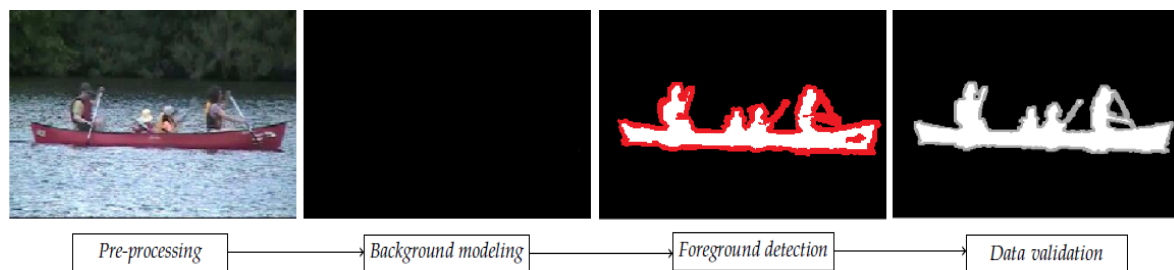 Pre-processing
Background modeling
Foreground detection
Data validation